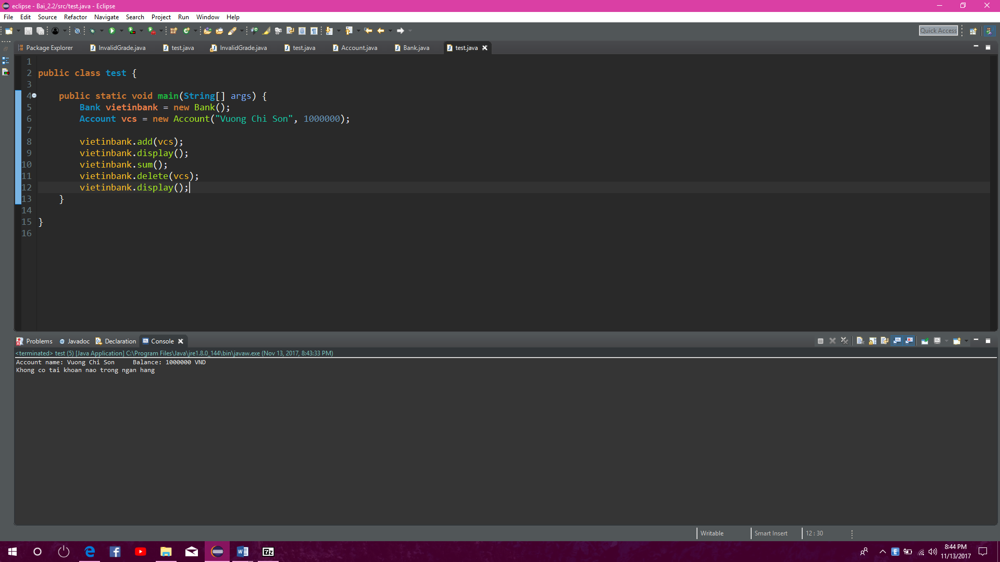 eclipse - Bai_2.2/src/test.java - Eclipse
File Edit Source Refactor Navigate Search Project Run Window Help
Quick Access
Package Explorer InvalidGrade.java test.java InvalidGrade.java test.java Account.java Bank.java test.java
1
2 public class test {
3
4 public static void main(String[] args) {
5 Bank vietinbank = new Bank();
6 Account vcs = new Account("Vuong Chi Son", 1000000);
7
8 vietinbank.add(vcs);
9 vietinbank.display();
10 vietinbank.sum();
11 vietinbank.delete(vcs);
12 vietinbank.display();
13 }
14
15 }
16
Problems @ Javadoc Declaration Console
<terminated> test (5) [Java Application] C:\Program Files\Java\jre1.8.0_144\bin\javaw.exe (Nov 13, 2017, 8:43:33 PM)
Account name: Vuong Chi Son Balance: 1000000 VND
Khong co tai khoan nao trong ngan hang
Writable Smart Insert 12 : 30
7z
8:44 PM
11/13/2017